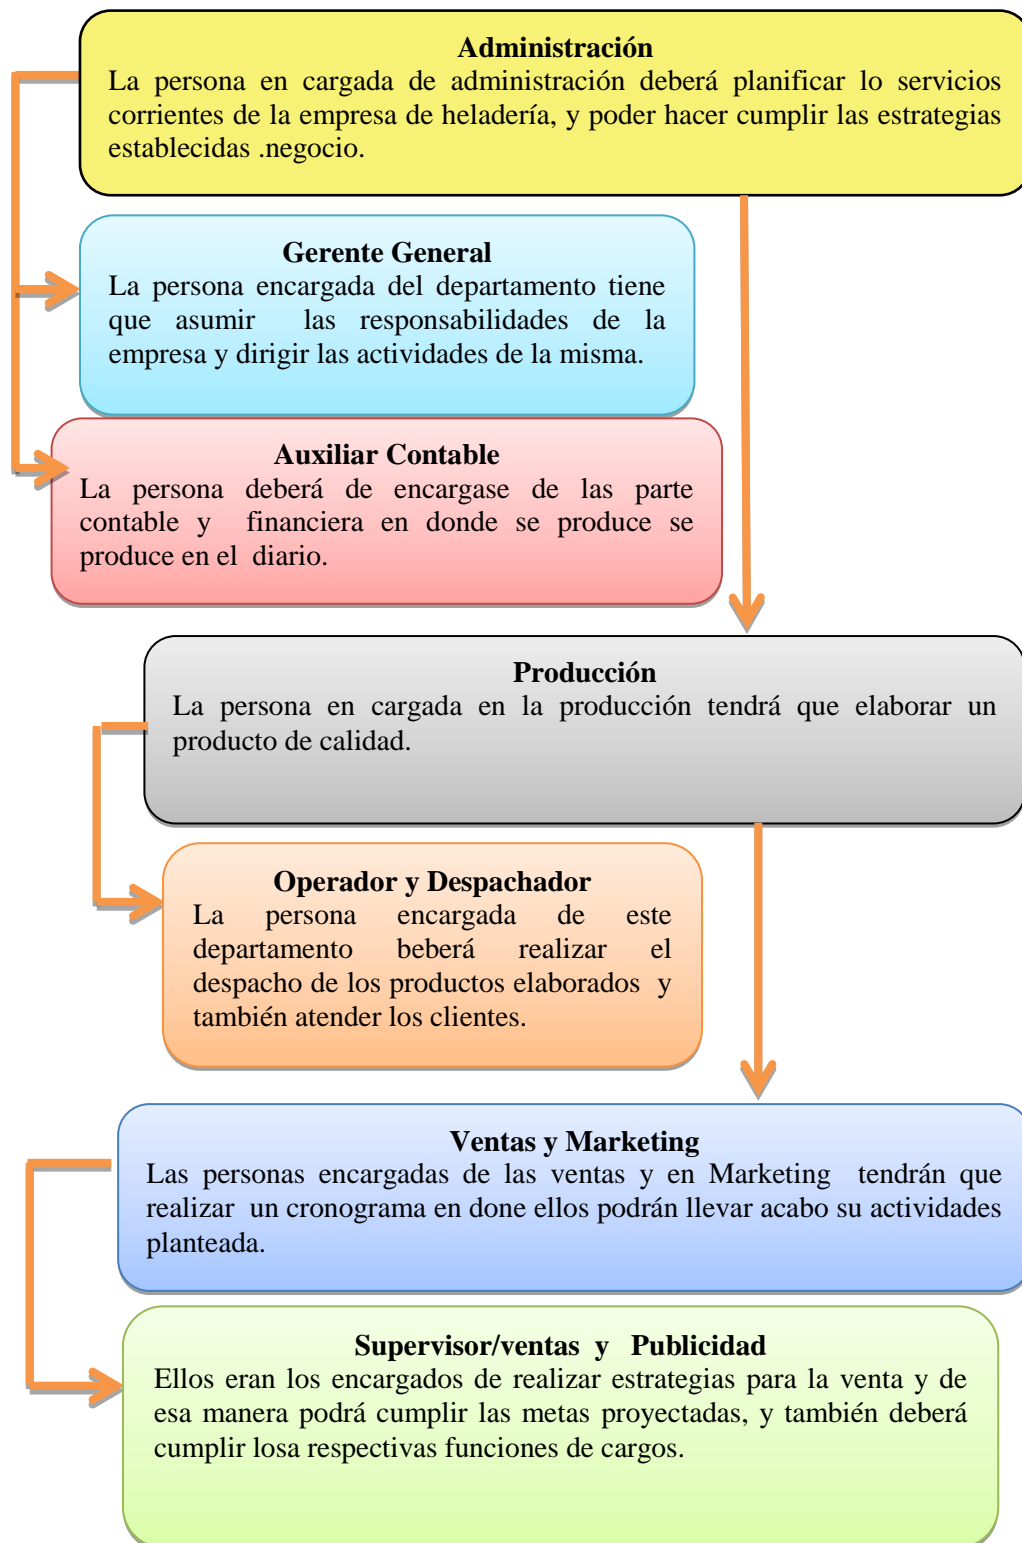 Administración
La persona en cargada de administración deberá planificar lo servicios
corrientes de la empresa de heladería, y poder hacer cumplir las estrategias
establecidas .negocio.
Gerente General
La persona encargada del departamento tiene
que asumir las responsabilidades de la
empresa y dirigir las actividades de la misma.
Auxiliar Contable
La persona deberá de encargase de las parte
contable y financiera en donde se produce se
produce en el diario.
Producción
La persona en cargada en la producción tendrá que elaborar un
producto de calidad.
Operador y Despachador
La persona encargada de este
departamento beberá realizar el
despacho de los productos elaborados y
también atender los clientes.
Ventas y Marketing
Las personas encargadas de las ventas y en Marketing tendrán que
realizar un cronograma en done ellos podrán llevar acabo su actividades
planteada.
Supervisor/ventas y Publicidad
Ellos eran los encargados de realizar estrategias para la venta y de
esa manera podrá cumplir las metas proyectadas, y también deberá
cumplir losa respectivas funciones de cargos.